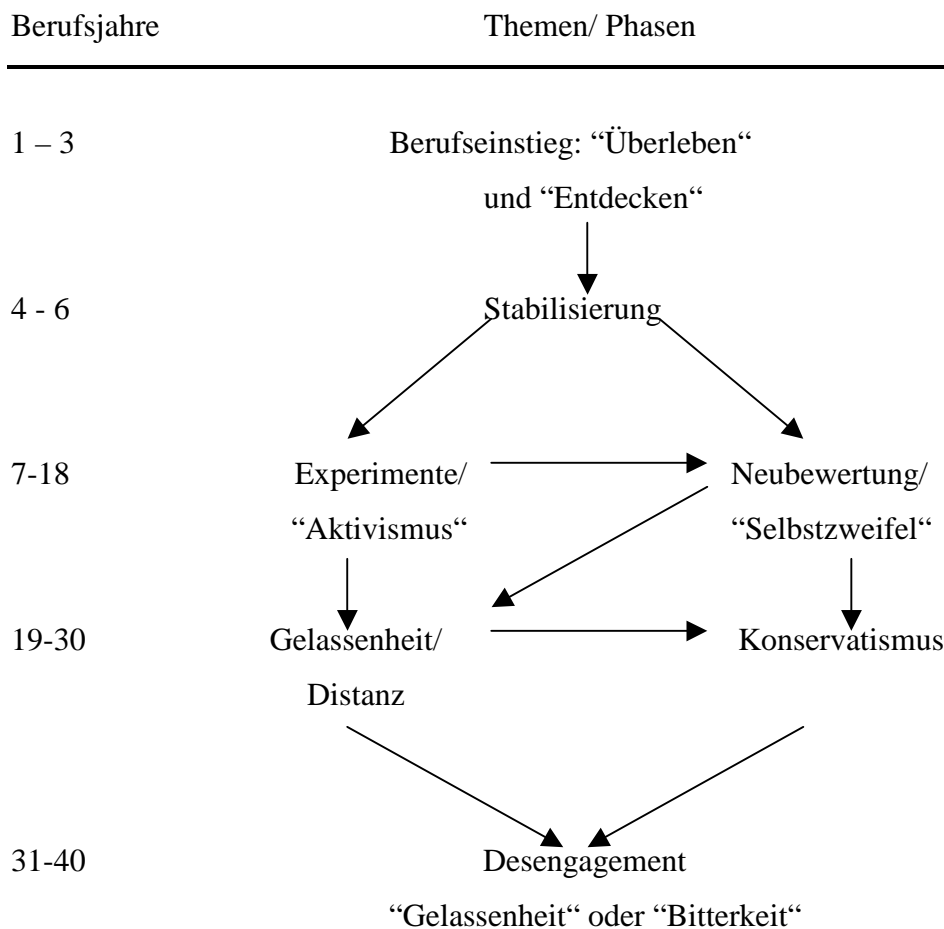 Berufsjahre Themen/ Phasen
1 – 3 Berufseinstieg: “Überleben“
und “Entdecken“
4 - 6 Stabilisierung
7-18 Experimente/ Neubewertung/
“Aktivismus“ “Selbstzweifel“
19-30 Gelassenheit/ Konservatismus
Distanz
31-40 Desengagement
“Gelassenheit“ oder “Bitterkeit“